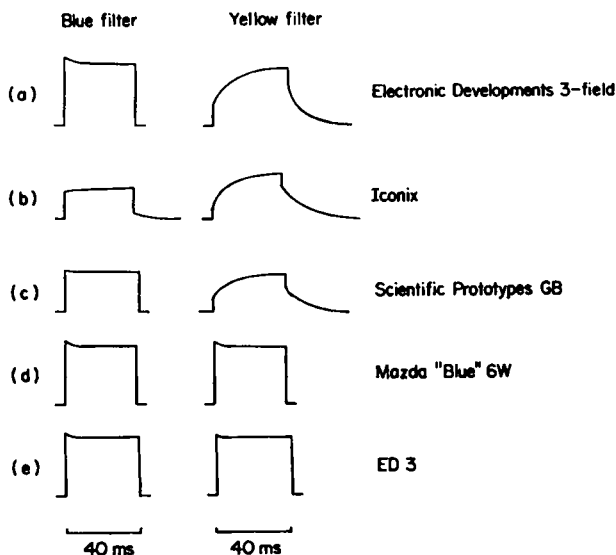 Blue filter Yellow filter
(a) Electronic Developments 3-field
(b) Iconix
(c) Scientific Prototypes GB
(d) Mazda "Blue" 6W
(e) ED 3
40 ms 40 ms